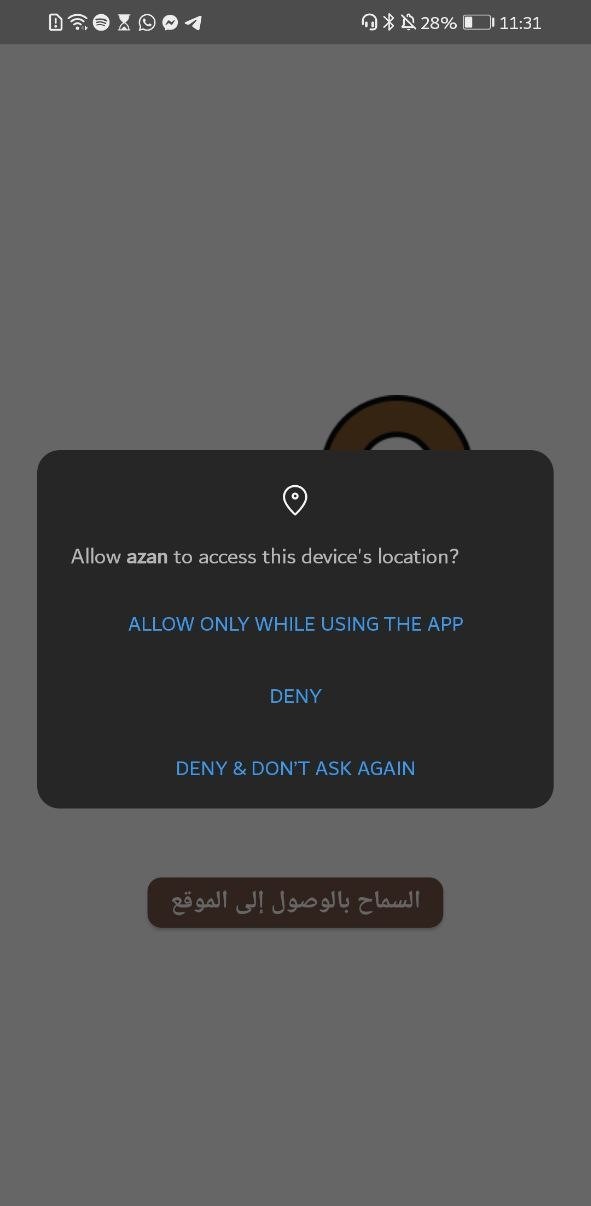 28% 11:31
Allow azan to access this device's location?
ALLOW ONLY WHILE USING THE APP
DENY
DENY & DON'T ASK AGAIN
السماح بالوصول إلى الموقع